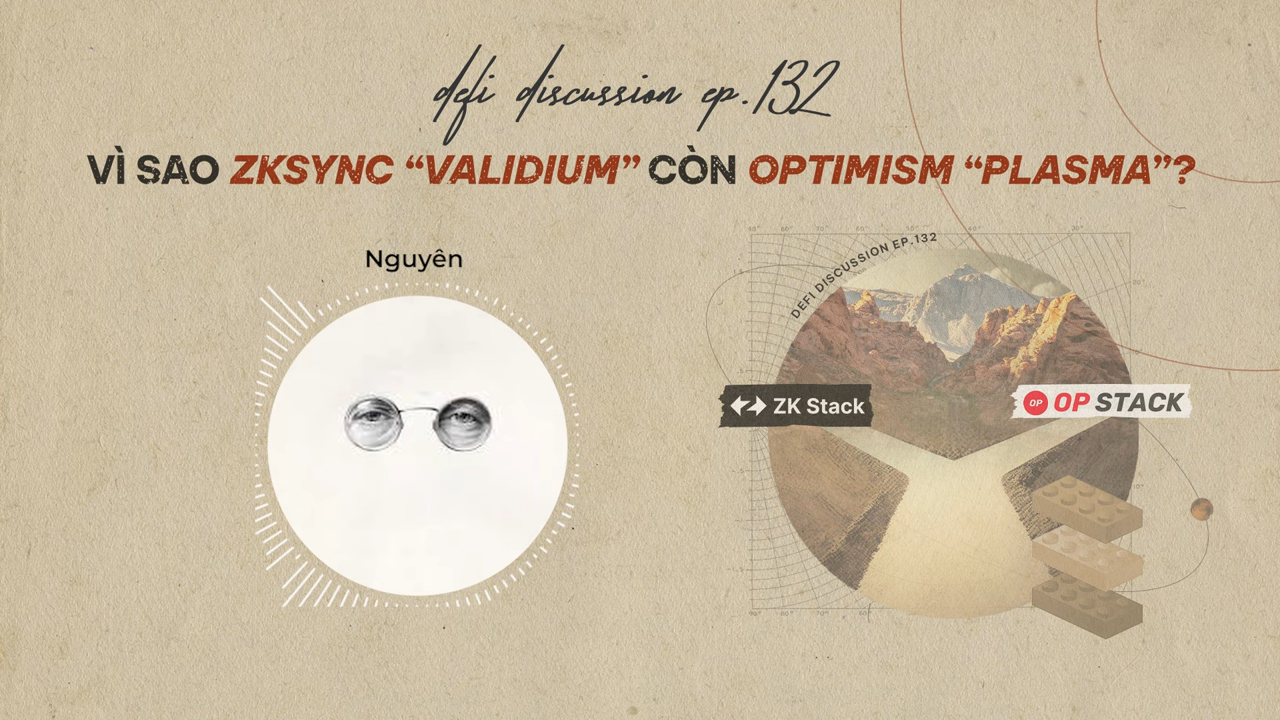 defi discussion ep.132
VÌ SAO ZKSYNC “VALIDIUM” CÒN OPTIMISM “PLASMA”?
Nguyên
DEFI DISCUSSION EP.132
ZK Stack
OP OP STACK